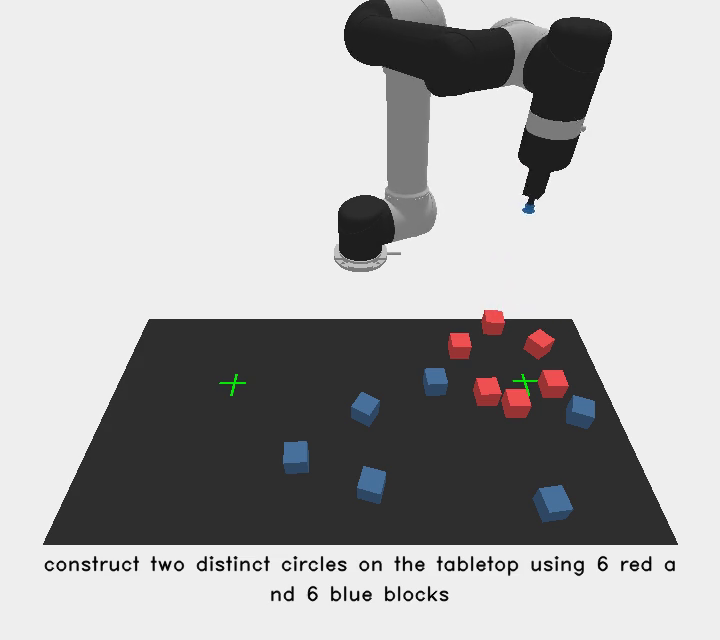 construct two distinct circles on the tabletop using 6 red a
nd 6 blue blocks